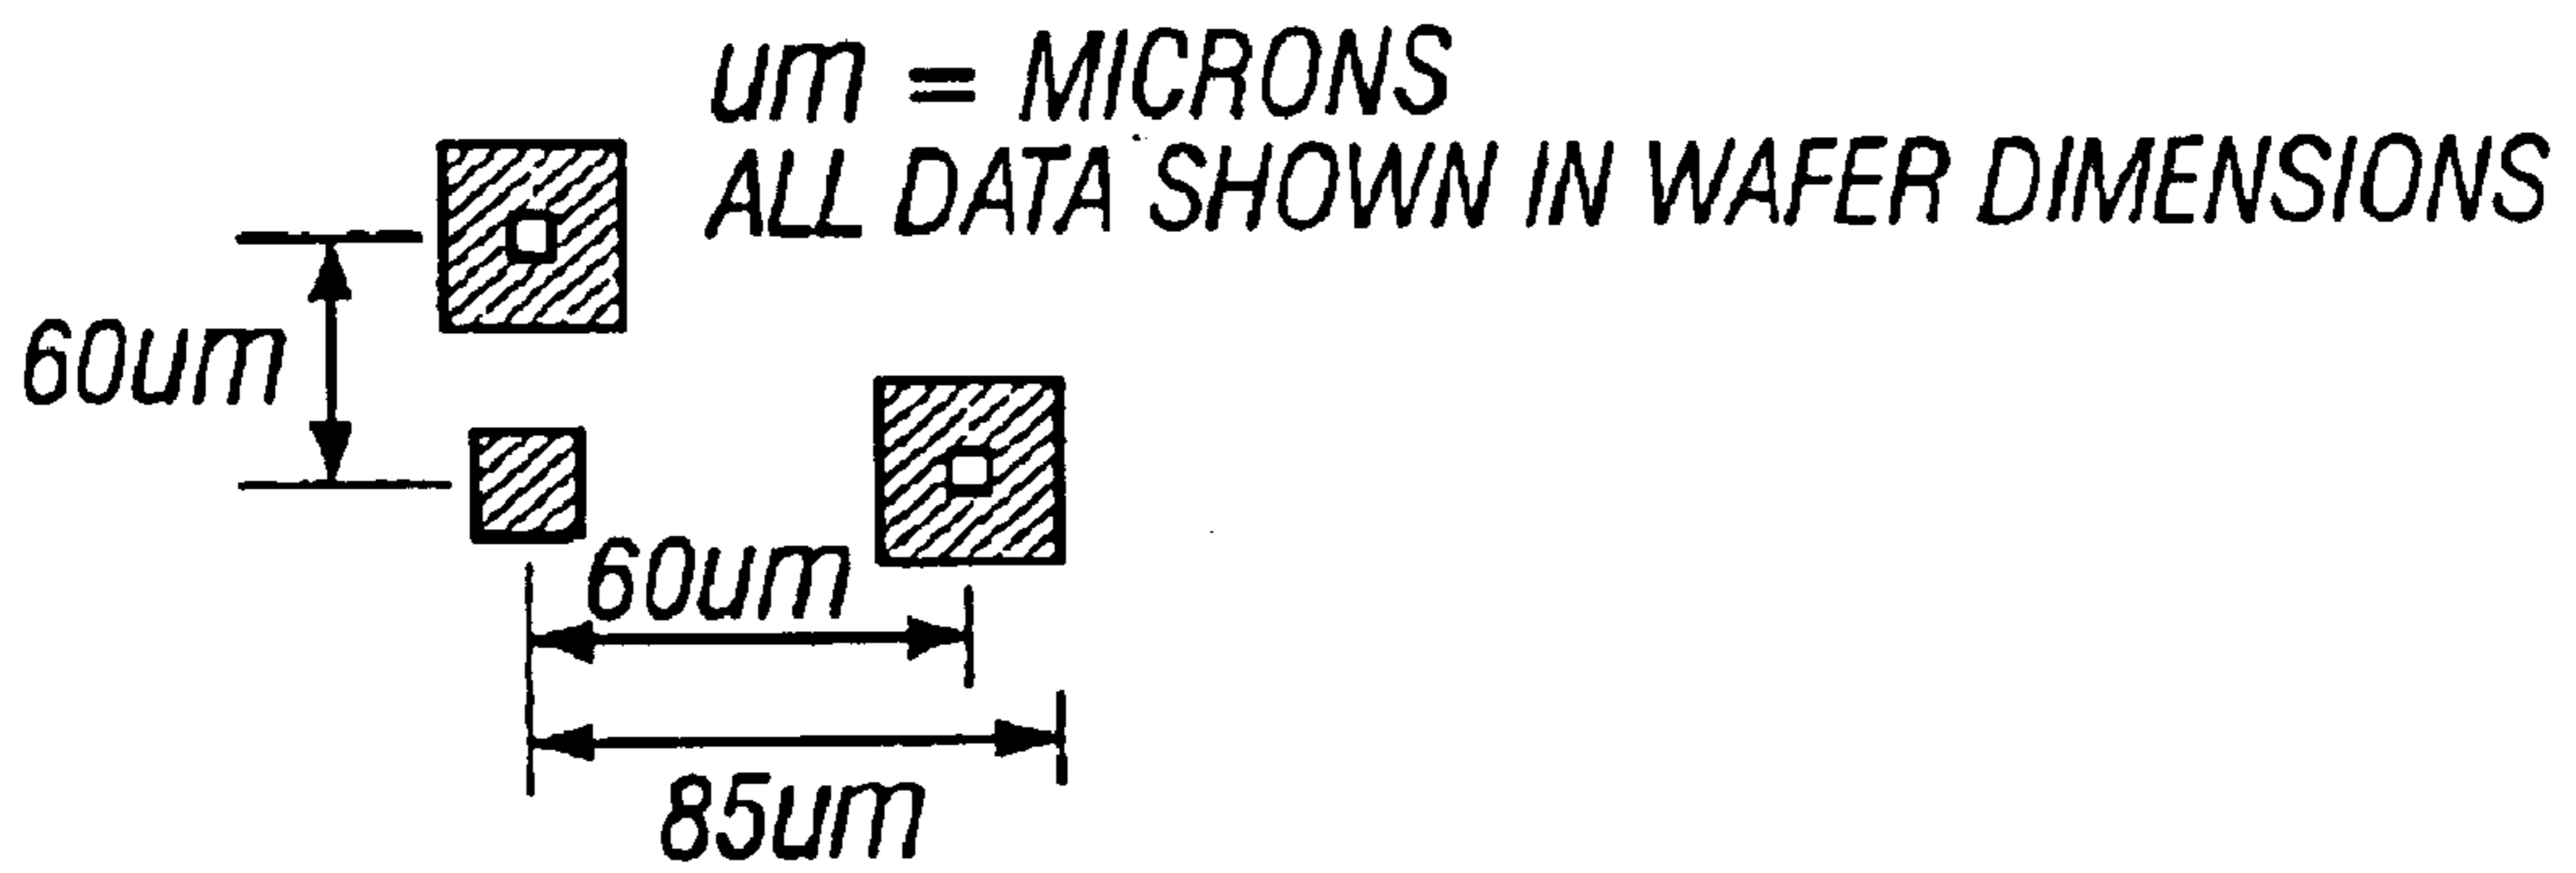 um = MICRONS
ALL DATA SHOWN IN WAFER DIMENSIONS
60um
60um
85um